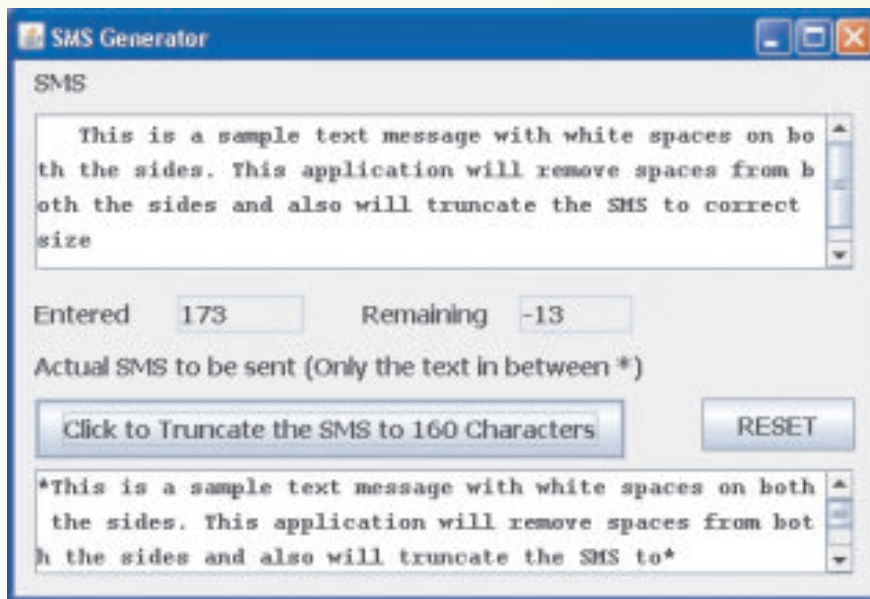 SMS Generator
SMS
This is a sample text message with white spaces on bo
th the sides. This application will remove spaces from b
oth the sides and also will truncate the SMS to correct
size
Entered 173 Remaining -13
Actual SMS to be sent (Only the text in between *)
Click to Truncate the SMS to 160 Characters RESET
*This is a sample text message with white spaces on both
the sides. This application will remove spaces from bot
h the sides and also will truncate the SMS to*